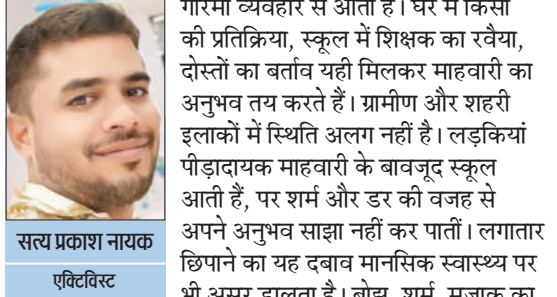 गरिमा व्यवहार से आती है। घर में किसी
की प्रतिक्रिया, स्कूल में शिक्षक का रवैया,
दोस्तों का बर्ताव यही मिलकर माहवारी का
अनुभव तय करते हैं। ग्रामीण और शहरी
इलाकों में स्थिति अलग नहीं है। लड़कियां
पीड़ादायक माहवारी के बावजूद स्कूल
आती हैं, पर शर्म और डर की वजह से
अपने अनुभव साझा नहीं कर पातीं। लगातार
छिपाने का यह दबाव मानसिक स्वास्थ्य पर
भी असर डालता है। बोझ, शर्म, मजाक का
सत्य प्रकाश नायक
एक्टिविस्ट